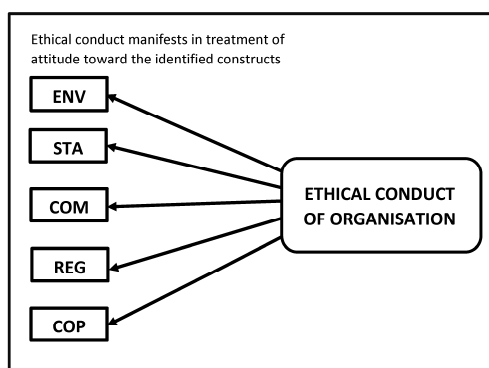 Ethical conduct manifests in treatment of
attitude toward the identified constructs
ENV
STA
COM
REG
COP
ETHICAL CONDUCT
OF ORGANISATION